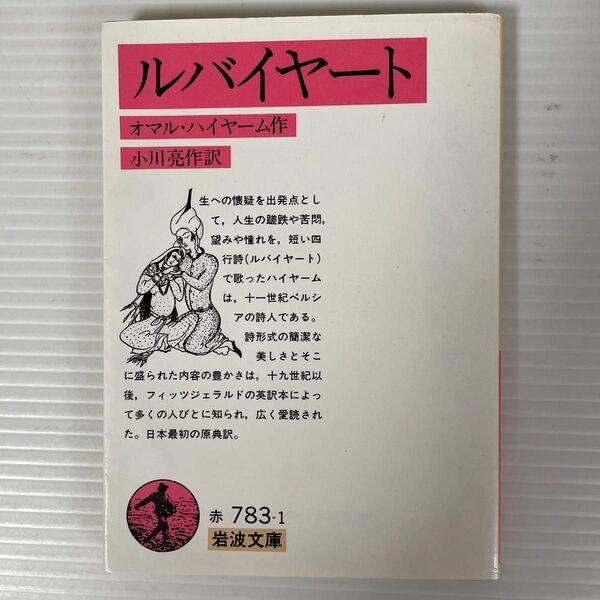 ルバイヤート
オマル・ハイヤーム作
小川亮作訳
生への懐疑を出発点とし
て，人生の蹉跌や苦悶，
望みや憧れを，短い四
行詩（ルバイヤート）
で歌ったハイヤーム
は，十一世紀ペルシ
アの詩人である。
詩形式の簡潔な
美しさとそこ
に盛られた内容の豊かさは，十九世紀以
後，フィッツジェラルドの英訳本によっ
て多くの人びとに知られ，広く愛読され
た。日本最初の原典訳。
赤 783-1
岩波文庫